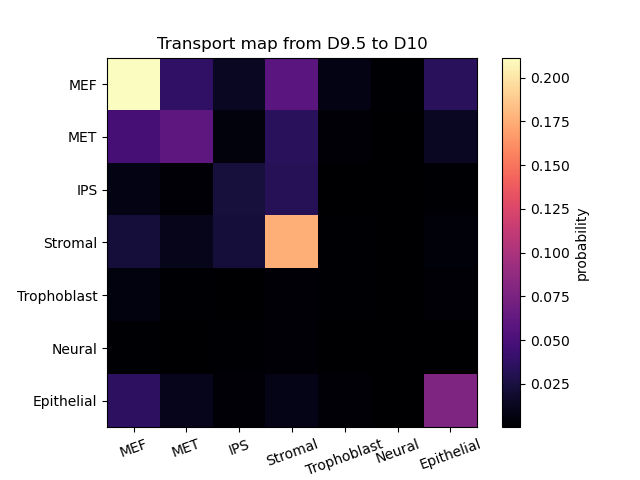 Transport map from D9.5 to D10
MEF
MET
IPS
Stromal
Trophoblast
Neural
Epithelial
MEF
MET
IPS
Stromal
Trophoblast
Neural
Epithelial
0.200
0.175
0.150
0.125
0.100
0.075
0.050
0.025
probability